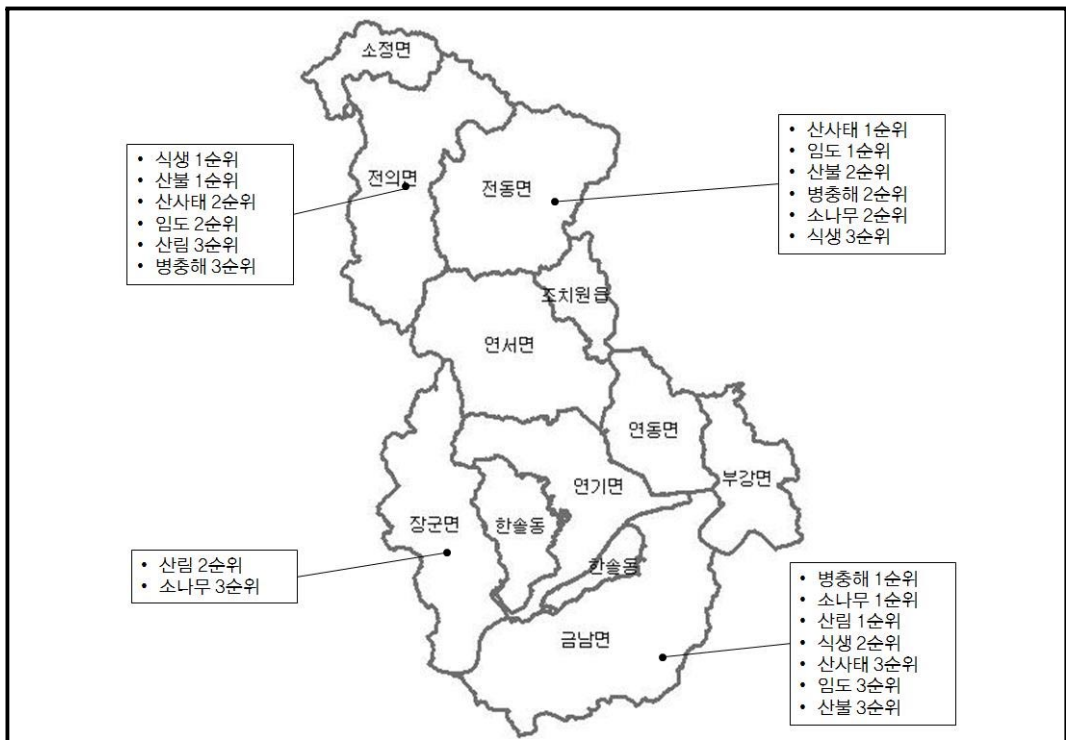 소정면
• 식생 1순위
• 산불 1순위
• 산사태 2순위
• 임도 2순위
• 산림 3순위
• 병충해 3순위
전의면
전동면
• 산사태 1순위
• 임도 1순위
• 산불 2순위
• 병충해 2순위
• 소나무 2순위
• 식생 3순위
조치원읍
연서면
연동면
부강면
연기면
장군면
한솔동
한솔동
• 산림 2순위
• 소나무 3순위
금남면
• 병충해 1순위
• 소나무 1순위
• 산림 1순위
• 식생 2순위
• 산사태 3순위
• 임도 3순위
• 산불 3순위